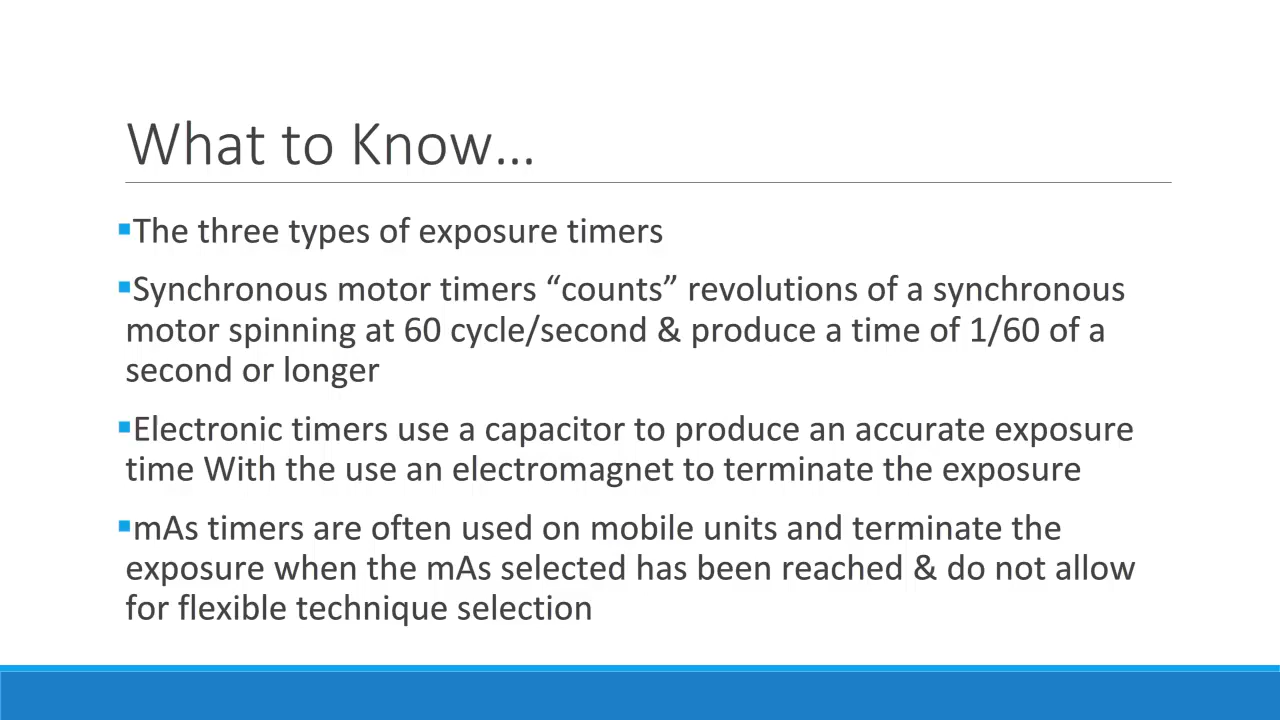 What to Know…
▪The three types of exposure timers
▪Synchronous motor timers “counts” revolutions of a synchronous
motor spinning at 60 cycle/second & produce a time of 1/60 of a
second or longer
▪Electronic timers use a capacitor to produce an accurate exposure
time With the use an electromagnet to terminate the exposure
▪mAs timers are often used on mobile units and terminate the
exposure when the mAs selected has been reached & do not allow
for flexible technique selection